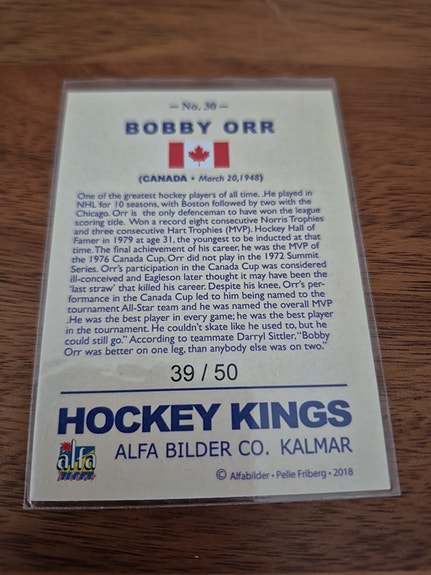 — No. 30 —
BOBBY ORR
(CANADA • March 20,1948)
One of the greatest hockey players of all time. .He played in
NHL for 10 seasons, with Boston followed by two with the
Chicago. Orr is the only defenceman to have won the league
scoring title. Won a record eight consecutive Norris Trophies
and three consecutive Hart Trophies (MVP). Hockey Hall of
Famer in 1979 at age 31, the youngest to be inducted at that
time. The final achievement of his career, he was the MVP of
the 1976 Canada Cup. Orr did not play in the 1972 Summit
Series. Orr's participation in the Canada Cup was considered
ill-conceived and Eagleson later thought it may have been the
'last straw' that killed his career. Despite his knee, Orr's per-
formance in the Canada Cup led to him being named to the
tournament All-Star team and he was named the overall MVP
.He was the best player in every game; he was the best player
in the tournament. He couldn't skate like he used to, but he
could still go." According to teammate Darryl Sittler,"Bobby
Orr was better on one leg, than anybody else was on two."
39 / 50
HOCKEY KINGS
alfa
ALFA BILDER CO. KALMAR
© Alfabilder • Pelle Friberg • 2018